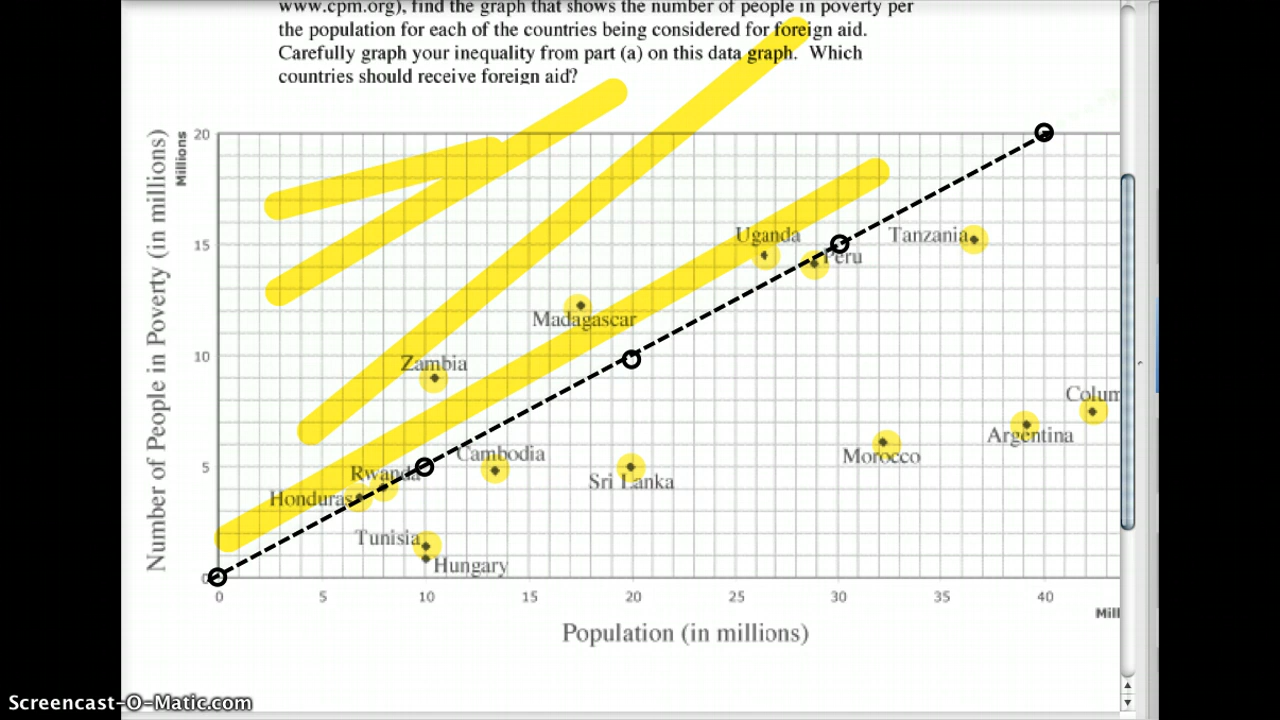 www.cpm.org), find the graph that shows the number of people in poverty per
the population for each of the countries being considered for foreign aid.
Carefully graph your inequality from part (a) on this data graph. Which
countries should receive foreign aid?
Number of People in Poverty (in millions)
Millions
20
15
10
5
0
Uganda
Tanzania
Peru
Madagascar
Zambia
Colum
Argentina
Morocco
Cambodia
Rwanda
Sri Lanka
Honduras
Tunisia
Hungary
0 5 10 15 20 25 30 35 40
Mill
Population (in millions)
Screencast-O-Matic.com